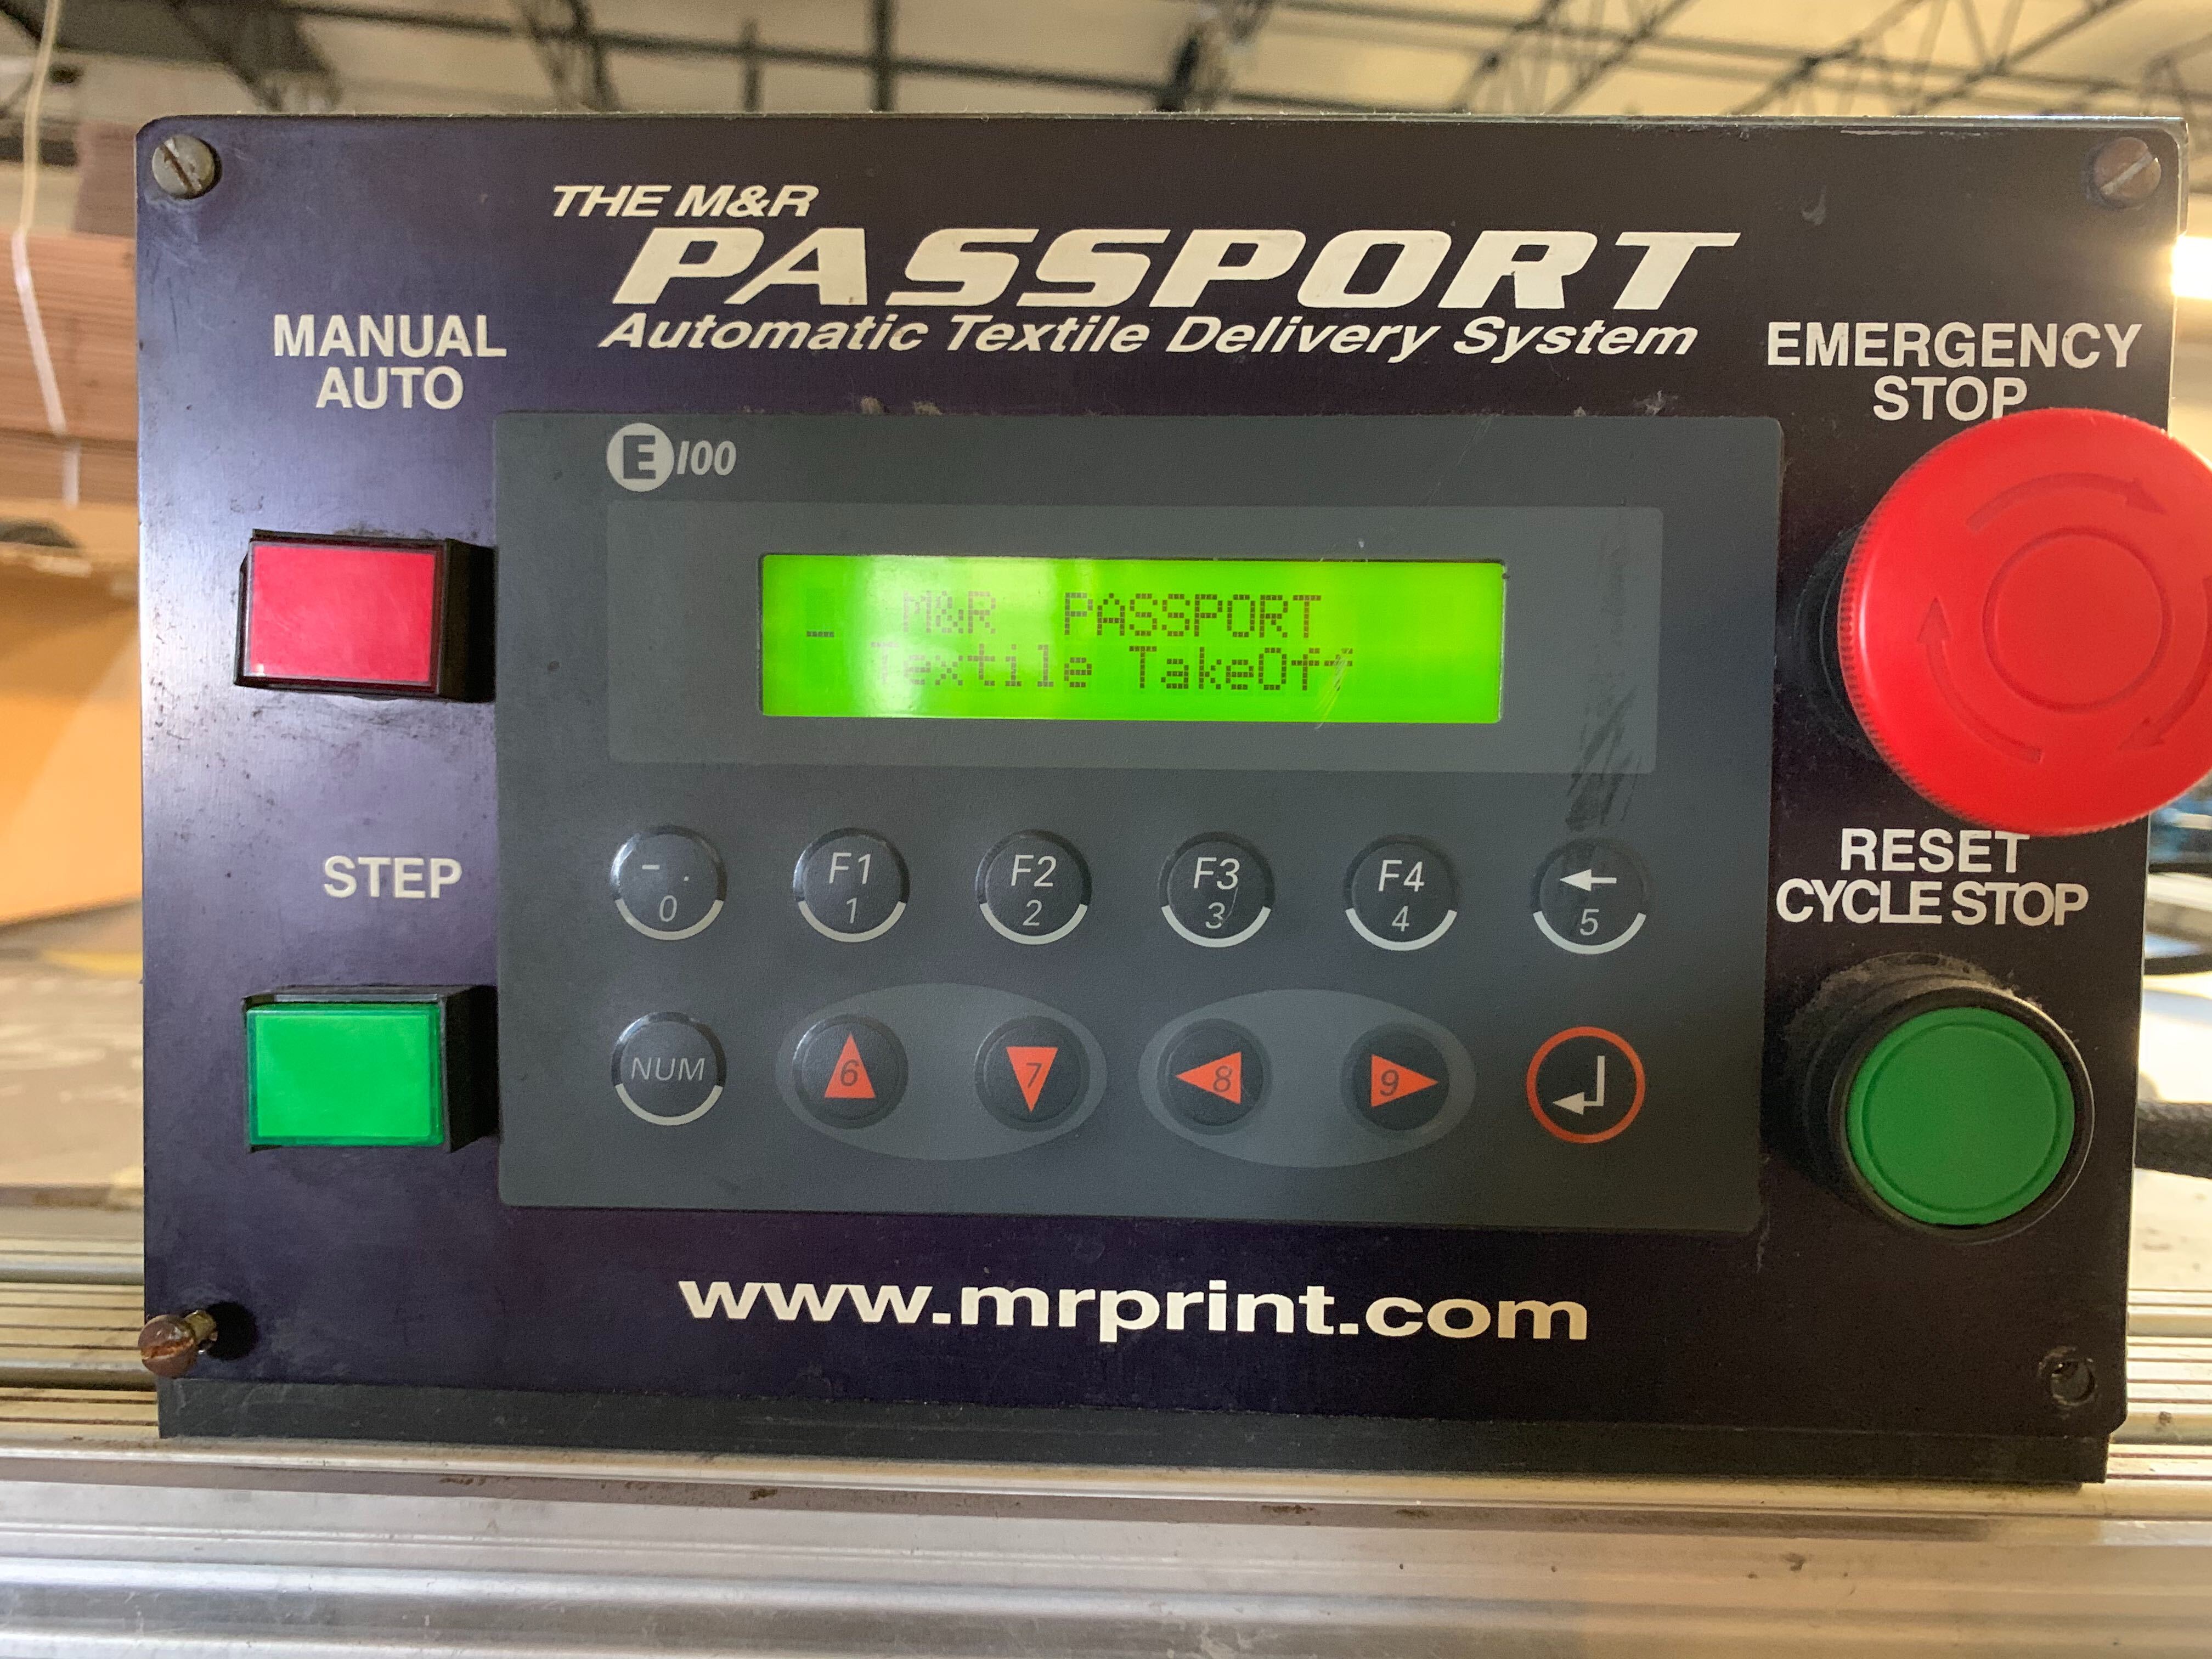 THE M&R
PASSPORT
Automatic Textile Delivery System
MANUAL
AUTO
EMERGENCY
STOP
E100
M&R PASSPORT
Textile TakeOff
STEP
RESET
CYCLE STOP
- .
0
F1
1
F2
2
F3
3
F4
4
←
5
NUM
6
7
8
9
www.mrprint.com